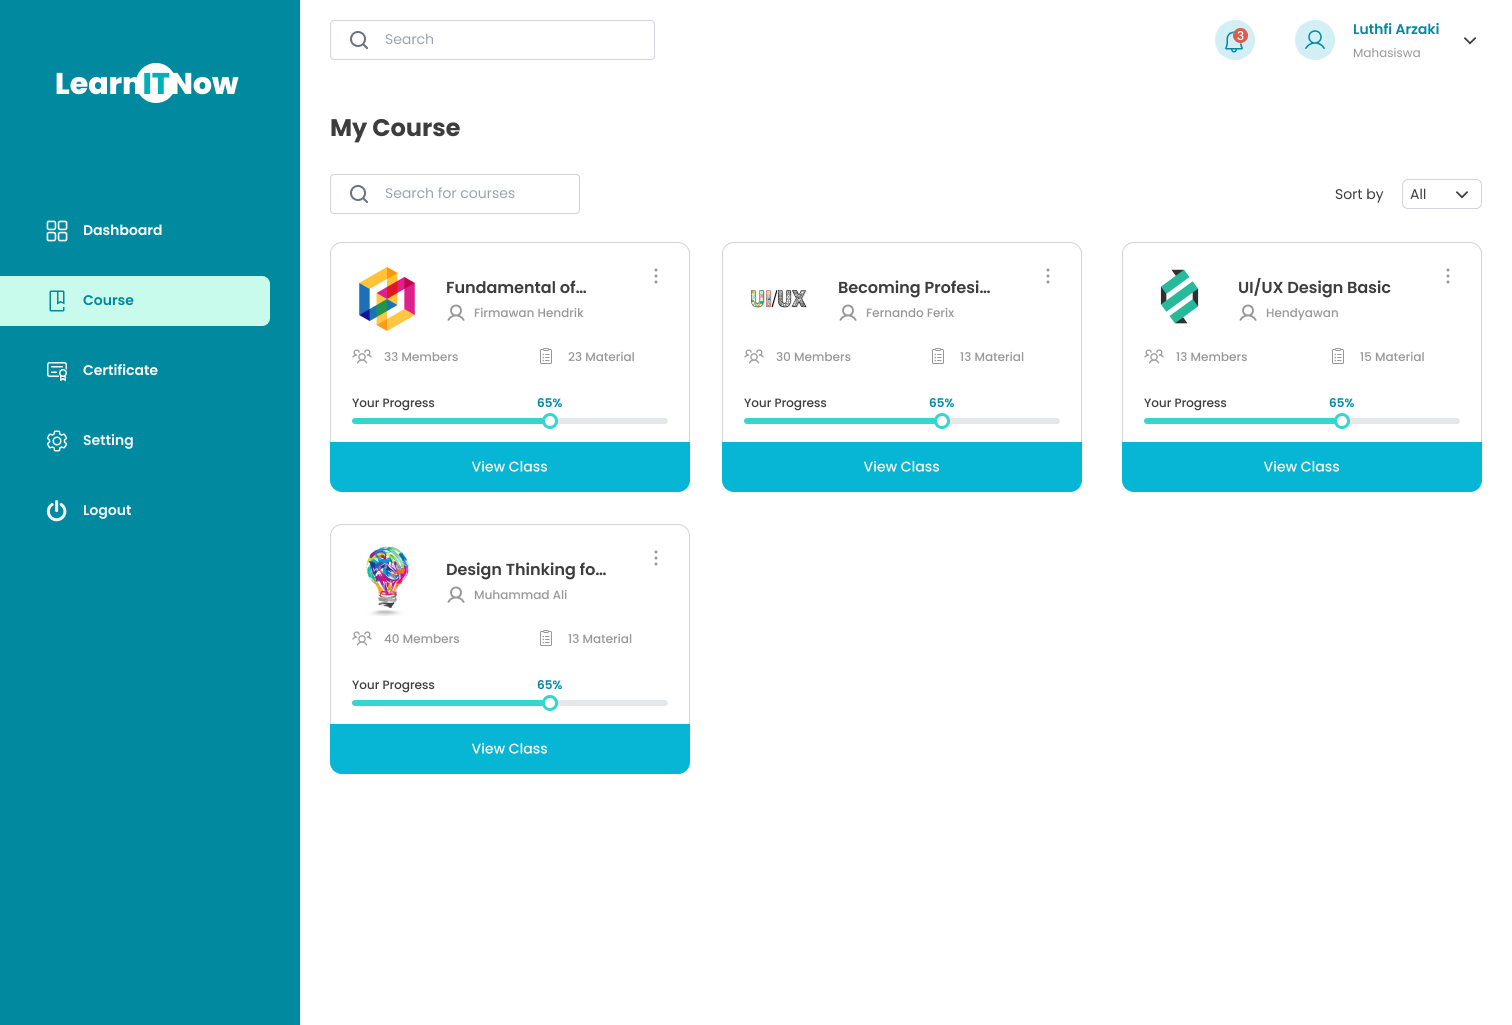 LearnITNow
Dashboard
Course
Certificate
Setting
Logout
Search
3
Luthfi Arzaki
Mahasiswa
My Course
Search for courses
Sort by
All
Fundamental of...
Firmawan Hendrik
33 Members
23 Material
Your Progress
65%
View Class
UI/UX
Becoming Profesi...
Fernando Ferix
30 Members
13 Material
Your Progress
65%
View Class
UI/UX Design Basic
Hendyawan
13 Members
15 Material
Your Progress
65%
View Class
Design Thinking fo...
Muhammad Ali
40 Members
13 Material
Your Progress
65%
View Class